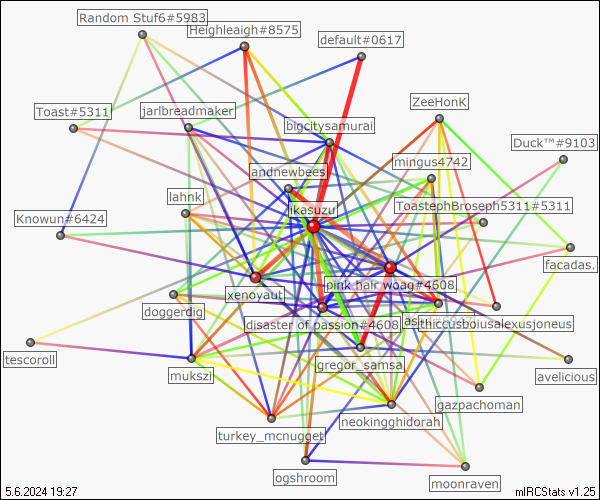 Random Stuf6#5983
Heighleaigh#8575
default#0617
ZeeHonK
Toast#5311
jarlbreadmaker
bigcitysamurai
Duck™#9103
mingus4742
andnewbees
lahnk
ToastephBroseph5311#5311
ikasuzu
Knowun#6424
facadas.
pink hair woag#4608
xenoyaut
doggerdig
disaster of passion#4608
thiccusboiusalexusjoneus
tescoroll
gregor_samsa
avelicious
mukszi
gazpachoman
neokingghidorah
turkey_mcnugget
ogshroom
moonraven
5.6.2024 19:27
mIRCStats v1.25